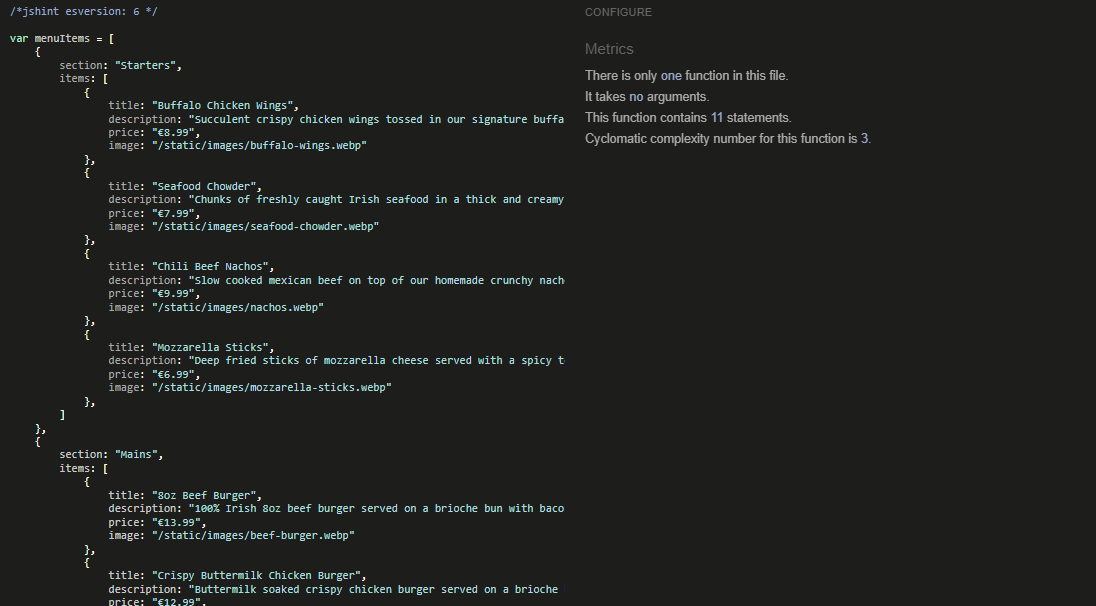 /*jshint esversion: 6 */
var menuItems = [
{
section: "Starters",
items: [
{
title: "Buffalo Chicken Wings",
description: "Succulent crispy chicken wings tossed in our signature buffa
price: "€8.99",
image: "/static/images/buffalo-wings.webp"
},
{
title: "Seafood Chowder",
description: "Chunks of freshly caught Irish seafood in a thick and creamy
price: "€7.99",
image: "/static/images/seafood-chowder.webp"
},
{
title: "Chili Beef Nachos",
description: "Slow cooked mexican beef on top of our homemade crunchy nach
price: "€9.99",
image: "/static/images/nachos.webp"
},
{
title: "Mozzarella Sticks",
description: "Deep fried sticks of mozzarella cheese served with a spicy t
price: "€6.99",
image: "/static/images/mozzarella-sticks.webp"
},
]
},
{
section: "Mains",
items: [
{
title: "8oz Beef Burger",
description: "100% Irish 8oz beef burger served on a brioche bun with baco
price: "€13.99",
image: "/static/images/beef-burger.webp"
},
{
title: "Crispy Buttermilk Chicken Burger",
description: "Buttermilk soaked crispy chicken burger served on a brioche
price: "€12.99",
CONFIGURE
Metrics
There is only one function in this file.
It takes no arguments.
This function contains 11 statements.
Cyclomatic complexity number for this function is 3.